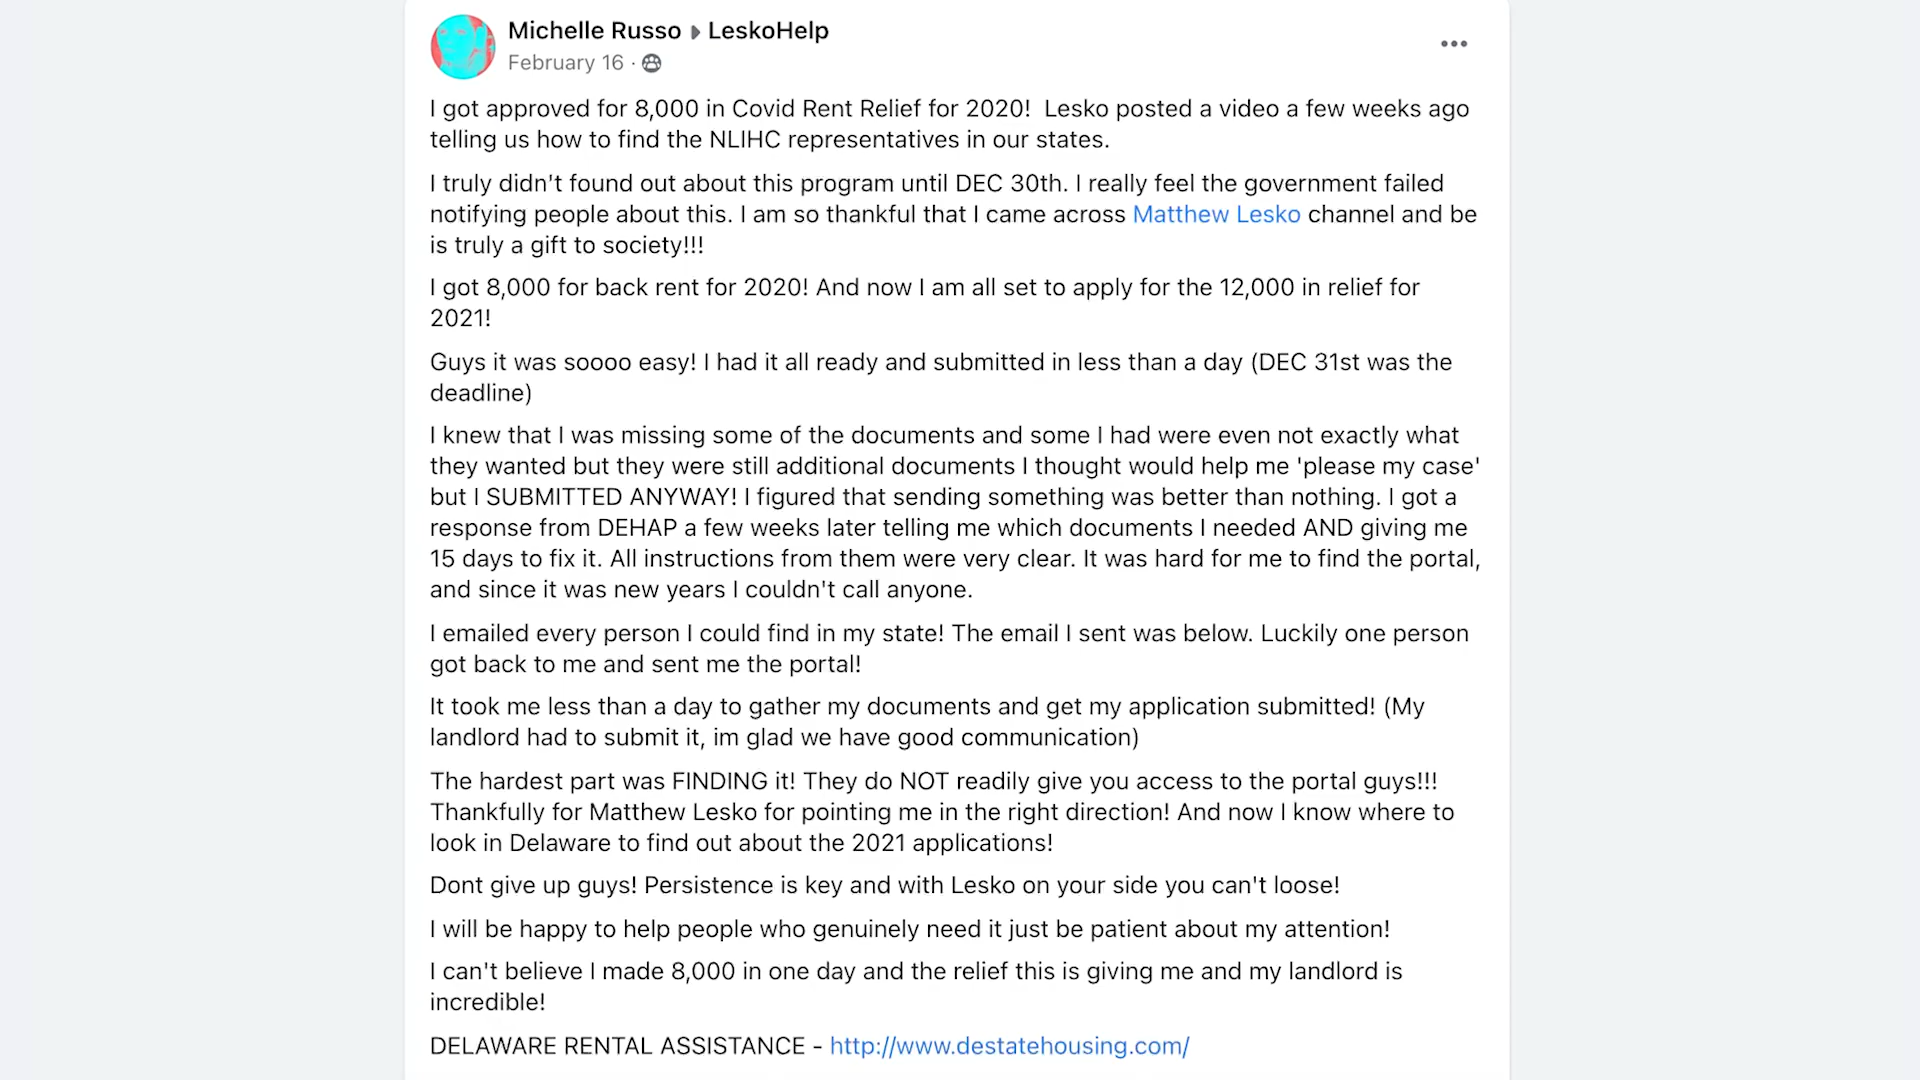 Michelle Russo ▸ LeskoHelp
February 16 ·
I got approved for 8,000 in Covid Rent Relief for 2020!  Lesko posted a video a few weeks ago
telling us how to find the NLIHC representatives in our states.
I truly didn't found out about this program until DEC 30th. I really feel the government failed
notifying people about this. I am so thankful that I came across Matthew Lesko channel and be
is truly a gift to society!!!
I got 8,000 for back rent for 2020! And now I am all set to apply for the 12,000 in relief for
2021!
Guys it was soooo easy! I had it all ready and submitted in less than a day (DEC 31st was the
deadline)
I knew that I was missing some of the documents and some I had were even not exactly what
they wanted but they were still additional documents I thought would help me 'please my case'
but I SUBMITTED ANYWAY! I figured that sending something was better than nothing. I got a
response from DEHAP a few weeks later telling me which documents I needed AND giving me
15 days to fix it. All instructions from them were very clear. It was hard for me to find the portal,
and since it was new years I couldn't call anyone.
I emailed every person I could find in my state! The email I sent was below. Luckily one person
got back to me and sent me the portal!
It took me less than a day to gather my documents and get my application submitted! (My
landlord had to submit it, im glad we have good communication)
The hardest part was FINDING it! They do NOT readily give you access to the portal guys!!!
Thankfully for Matthew Lesko for pointing me in the right direction! And now I know where to
look in Delaware to find out about the 2021 applications!
Dont give up guys! Persistence is key and with Lesko on your side you can't loose!
I will be happy to help people who genuinely need it just be patient about my attention!
I can't believe I made 8,000 in one day and the relief this is giving me and my landlord is
incredible!
DELAWARE RENTAL ASSISTANCE - http://www.destatehousing.com/